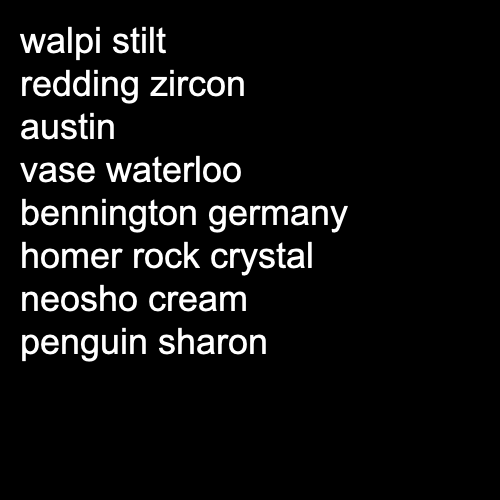 walpi stilt
redding zircon
austin
vase waterloo
bennington germany
homer rock crystal
neosho cream
penguin sharon